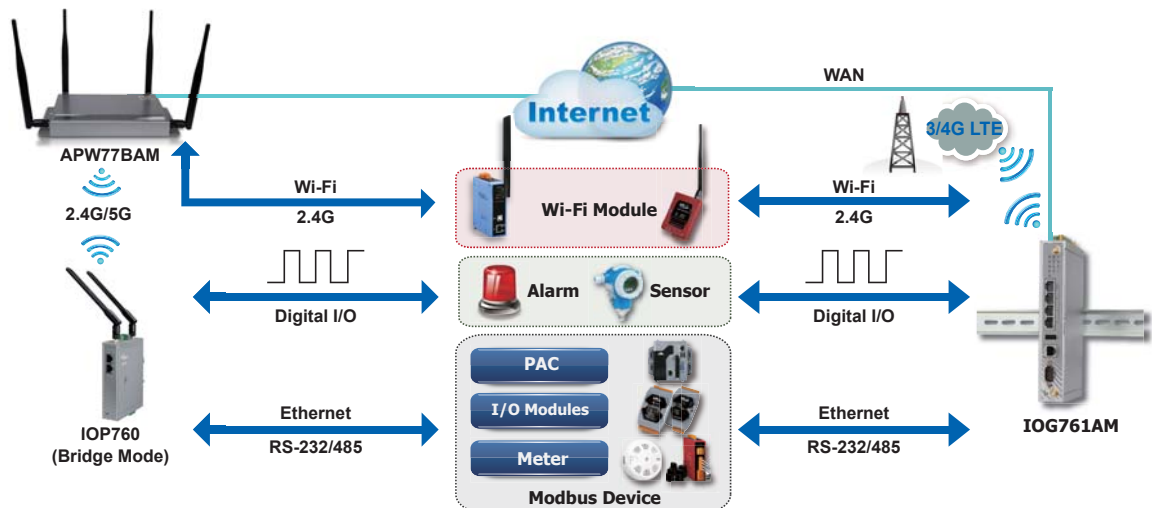 WAN
Internet
3/4G LTE
APW77BAM
Wi-Fi
2.4G
Wi-Fi Module
Wi-Fi
2.4G
2.4G/5G
Alarm
Sensor
Digital I/O
Digital I/O
PAC
I/O Modules
Meter
Modbus Device
Ethernet
RS-232/485
Ethernet
RS-232/485
IOP760
(Bridge Mode)
IOG761AM